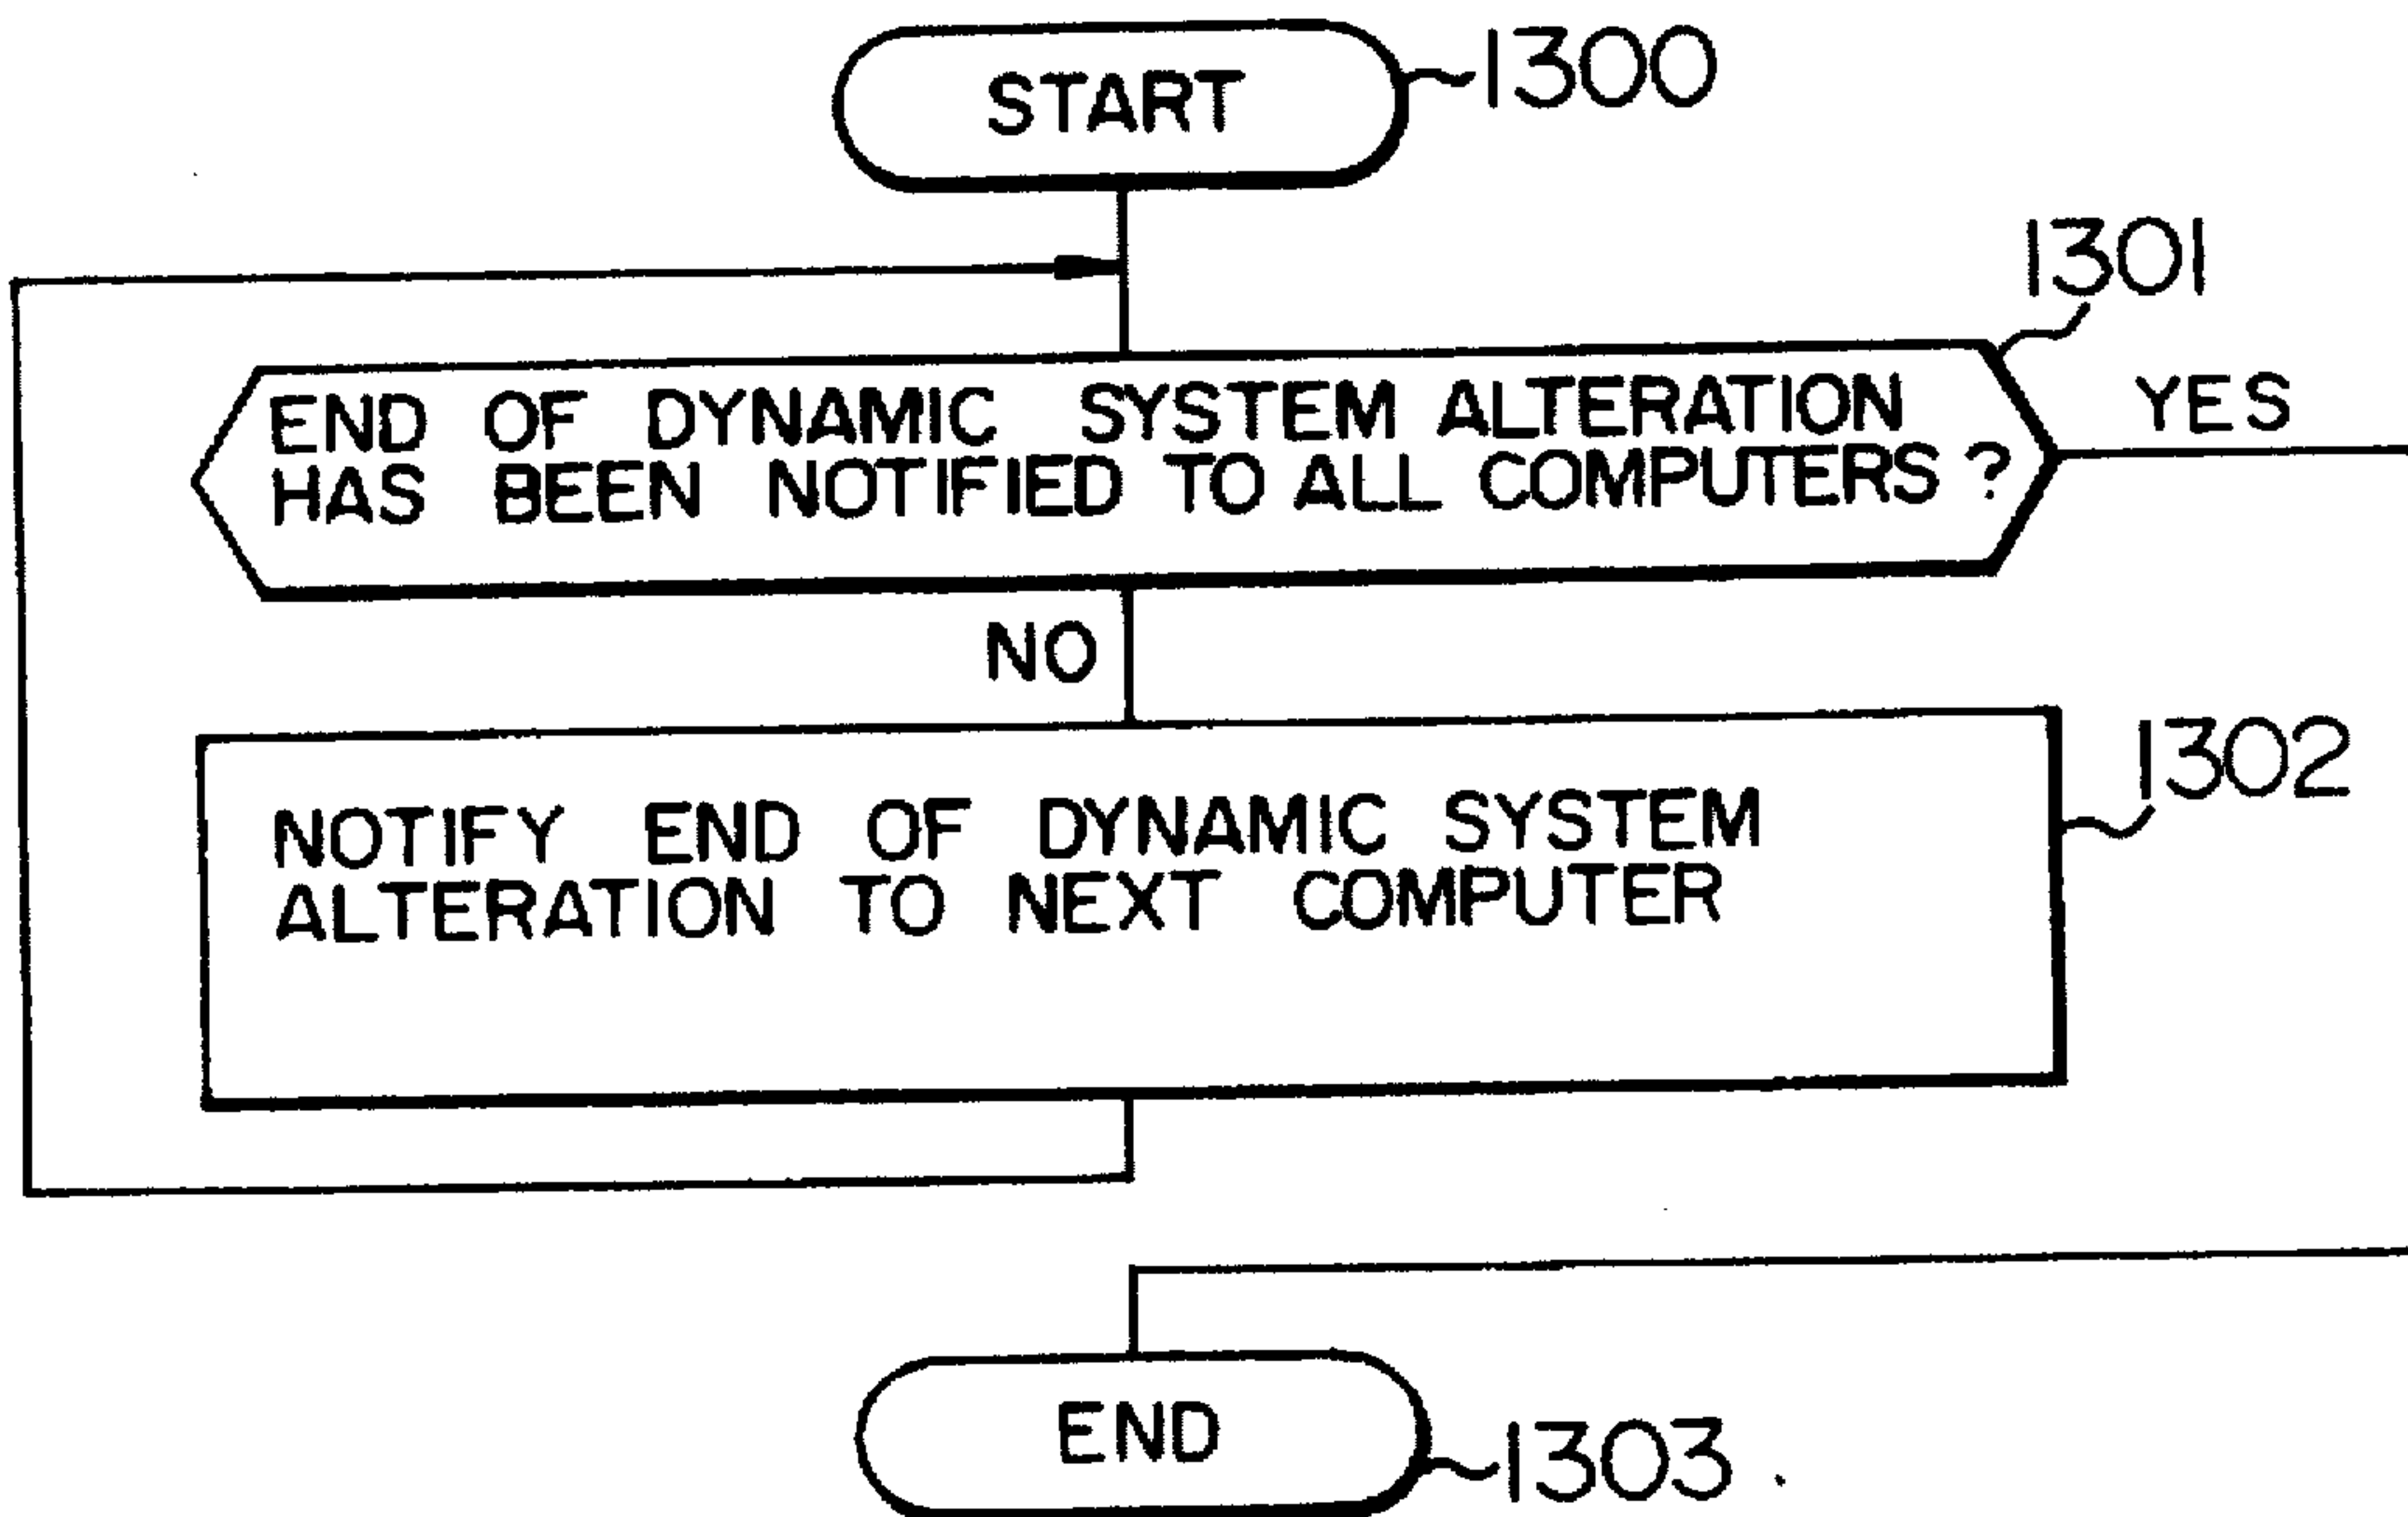 START
1300
1301
END OF DYNAMIC SYSTEM ALTERATION
HAS BEEN NOTIFIED TO ALL COMPUTERS ?
YES
NO
1302
NOTIFY END OF DYNAMIC SYSTEM
ALTERATION TO NEXT COMPUTER
END
1303